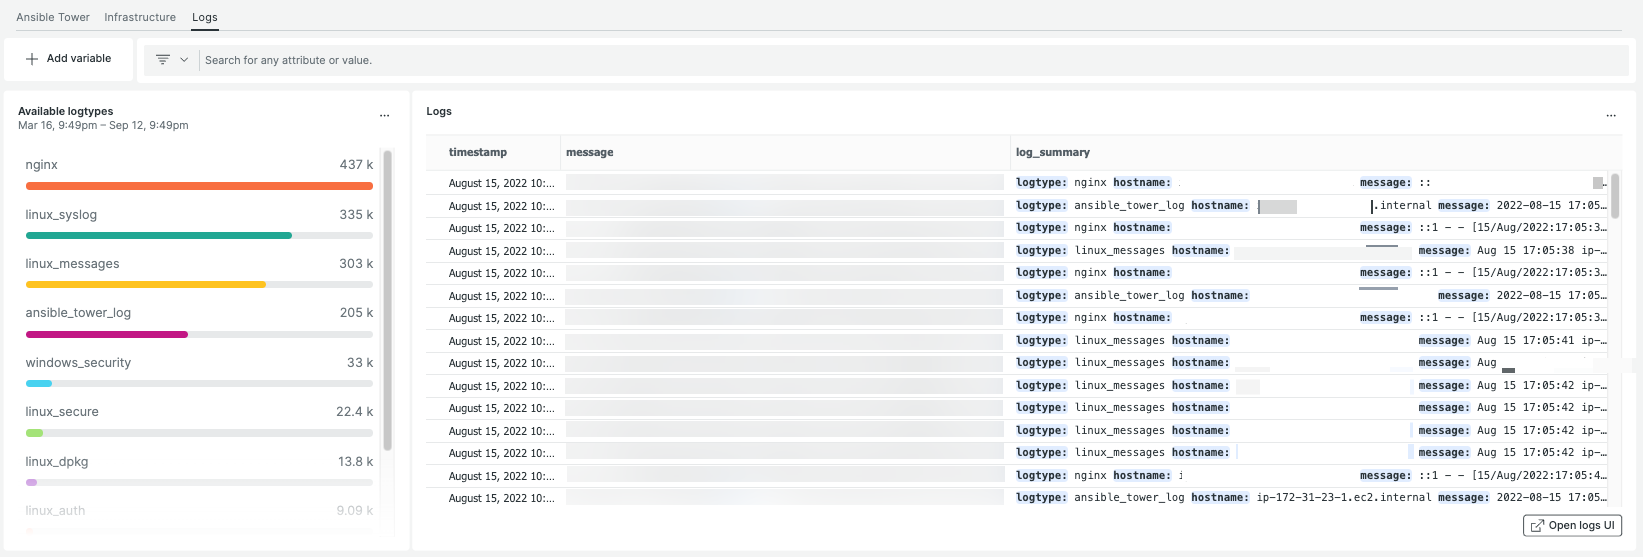 Ansible Tower Infrastructure Logs
Add variable
Search for any attribute or value.
Available logtypes
Mar 16, 9:49pm – Sep 12, 9:49pm
...
nginx 437 k
linux_syslog 335 k
linux_messages 303 k
ansible_tower_log 205 k
windows_security 33 k
linux_secure 22.4 k
linux_dpkg 13.8 k
linux_auth 9.09 k
Logs
...
timestamp message log_summary
August 15, 2022 10:... logtype: nginx hostname: message: ::
August 15, 2022 10:... logtype: ansible_tower_log hostname: .internal message: 2022-08-15 17:05…
August 15, 2022 10:... logtype: nginx hostname: message: ::1 - - [15/Aug/2022:17:05:3…
August 15, 2022 10:... logtype: linux_messages hostname: message: Aug 15 17:05:38 ip-…
August 15, 2022 10:... logtype: nginx hostname: message: ::1 - - [15/Aug/2022:17:05:3…
August 15, 2022 10:... logtype: ansible_tower_log hostname: message: 2022-08-15 17:05…
August 15, 2022 10:... logtype: nginx hostname: message: ::1 - - [15/Aug/2022:17:05:3…
August 15, 2022 10:... logtype: linux_messages hostname: message: Aug 15 17:05:41 ip-…
August 15, 2022 10:... logtype: linux_messages hostname: message: Aug
August 15, 2022 10:... logtype: linux_messages hostname: message: Aug 15 17:05:42 ip-…
August 15, 2022 10:... logtype: linux_messages hostname: message: Aug 15 17:05:42 ip-…
August 15, 2022 10:... logtype: linux_messages hostname: message: Aug 15 17:05:42 ip-…
August 15, 2022 10:... logtype: linux_messages hostname: message: Aug 15 17:05:42 ip-…
August 15, 2022 10:... logtype: nginx hostname: i message: ::1 - - [15/Aug/2022:17:05:4…
August 15, 2022 10:... logtype: ansible_tower_log hostname: ip-172-31-23-1.ec2.internal message: 2022-08-15 17:05…
Open logs UI